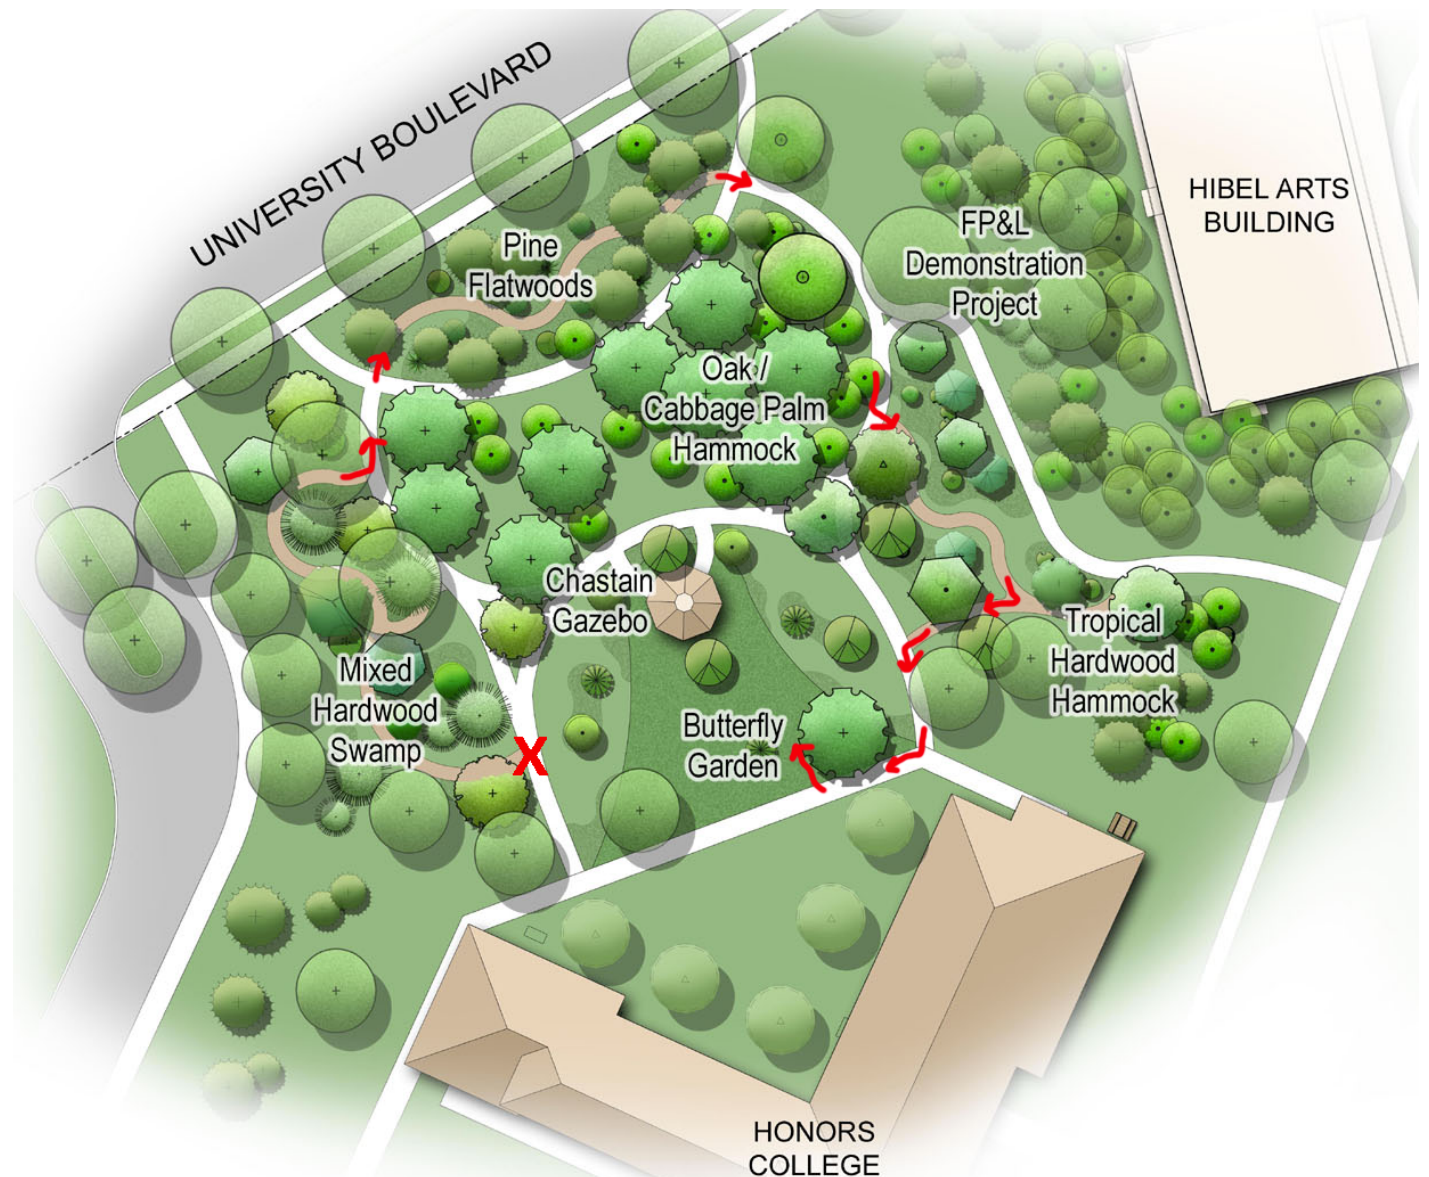 UNIVERSITY BOULEVARD
HIBEL ARTS
BUILDING
FP&L
Demonstration
Project
Pine
Flatwoods
Oak /
Cabbage Palm
Hammock
Chastain
Gazebo
Tropical
Hardwood
Hammock
Mixed
Hardwood
Swamp
Butterfly
Garden
X
HONORS
COLLEGE